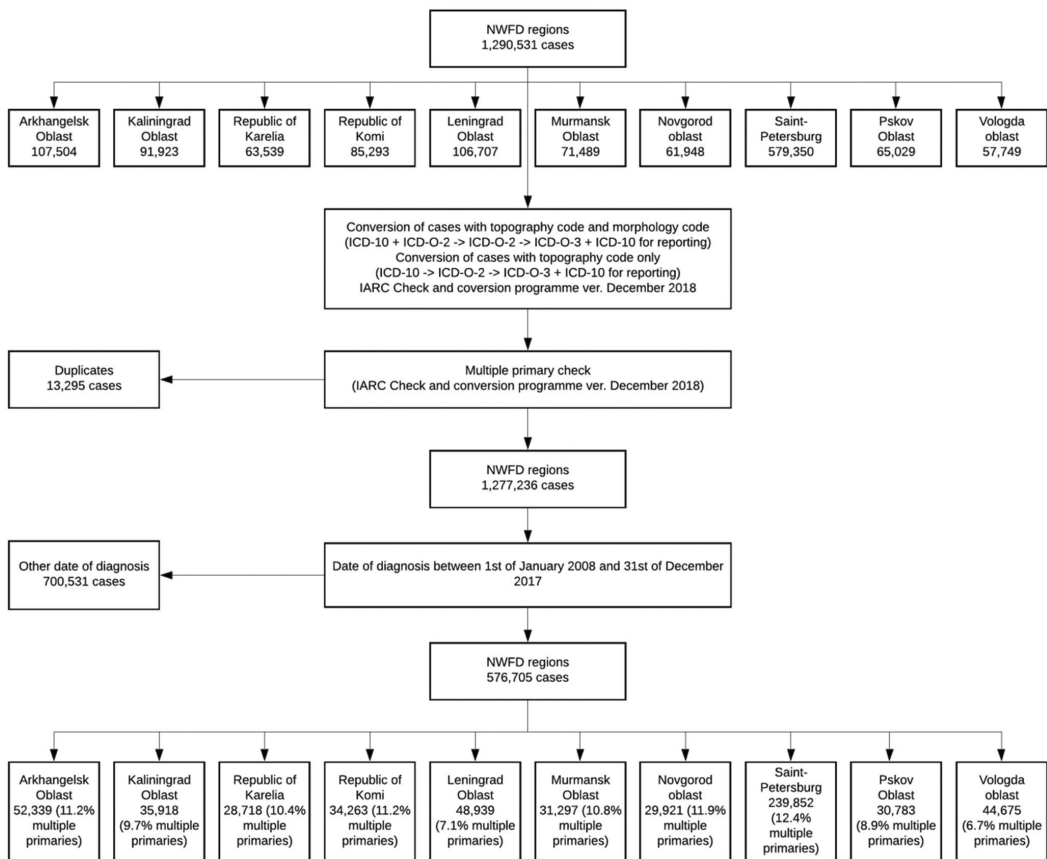 NWFD regions
1,290,531 cases
Arkhangelsk
Oblast
107,504
Kaliningrad
Oblast
91,923
Republic of
Karelia
63,539
Republic of
Komi
85,293
Leningrad
Oblast
106,707
Murmansk
Oblast
71,489
Novgorod
oblast
61,948
Saint-
Petersburg
579,350
Pskov
Oblast
65,029
Vologda
oblast
57,749
Conversion of cases with topography code and morphology code
(ICD-10 + ICD-O-2 -> ICD-O-2 -> ICD-O-3 + ICD-10 for reporting)
Conversion of cases with topography code only
(ICD-10 -> ICD-O-2 -> ICD-O-3 + ICD-10 for reporting)
IARC Check and coversion programme ver. December 2018
Duplicates
13,295 cases
Multiple primary check
(IARC Check and conversion programme ver. December 2018)
NWFD regions
1,277,236 cases
Other date of diagnosis
700,531 cases
Date of diagnosis between 1st of January 2008 and 31st of December
2017
NWFD regions
576,705 cases
Arkhangelsk
Oblast
52,339 (11.2%
multiple
primaries)
Kaliningrad
Oblast
35,918
(9.7% multiple
primaries)
Republic of
Karelia
28,718 (10.4%
multiple
primaries)
Republic of
Komi
34,263 (11.2%
multiple
primaries)
Leningrad
Oblast
48,939
(7.1% multiple
primaries)
Murmansk
Oblast
31,297 (10.8%
multiple
primaries)
Novgorod
oblast
29,921 (11.9%
multiple
primaries)
Saint-
Petersburg
239,852
(12.4%
multiple
primaries)
Pskov
Oblast
30,783
(8.9% multiple
primaries)
Vologda
oblast
44,675
(6.7% multiple
primaries)